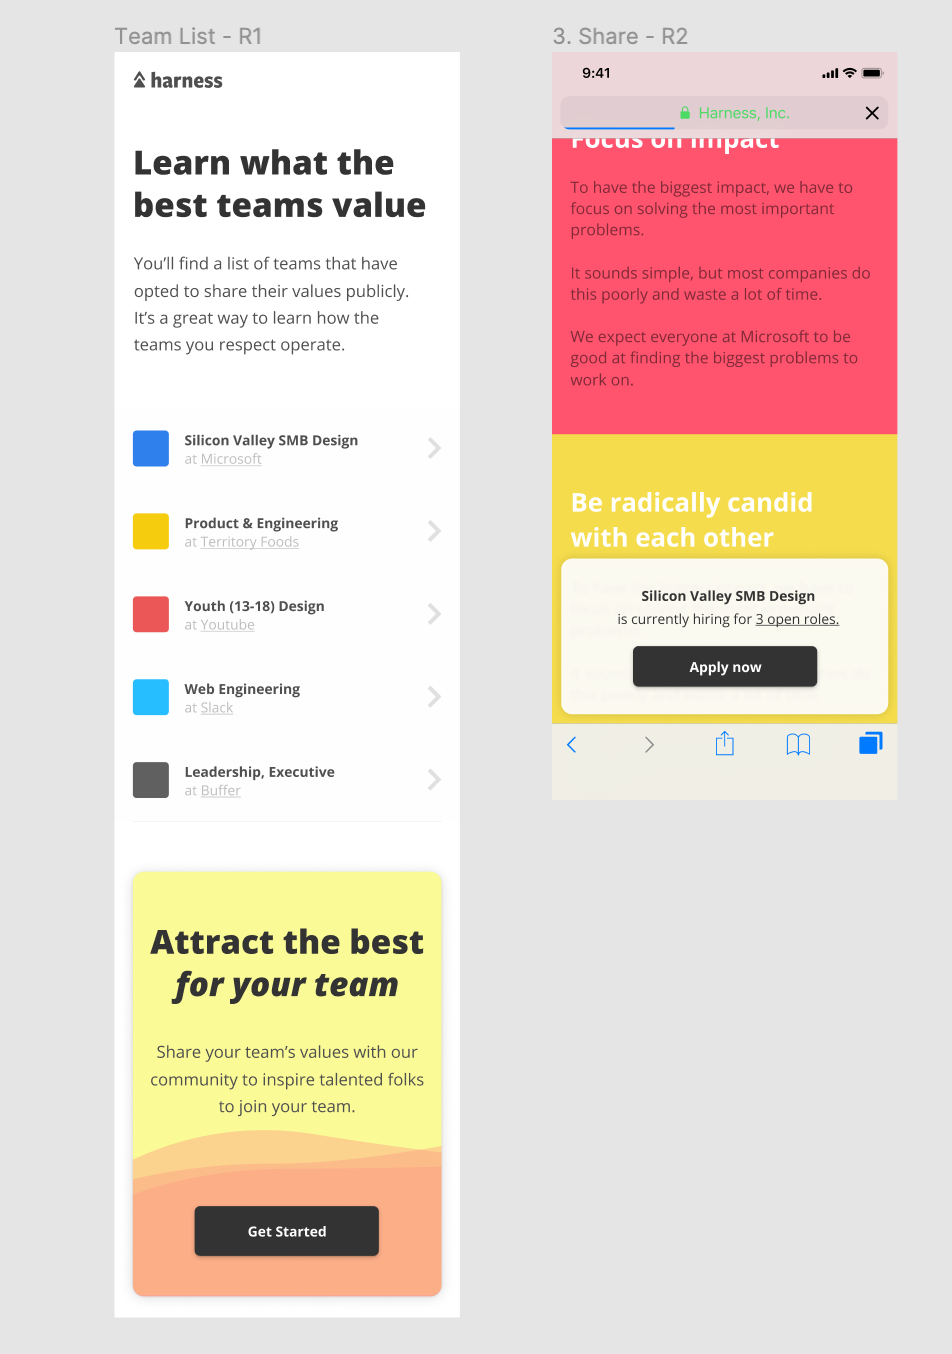 Team List - R1
harness
Learn what the
best teams value
You'll find a list of teams that have
opted to share their values publicly.
It's a great way to learn how the
teams you respect operate.
Silicon Valley SMB Design
at Microsoft
Product & Engineering
at Territory Foods
Youth (13-18) Design
at Youtube
Web Engineering
at Slack
Leadership, Executive
at Buffer
Attract the best
for your team
Share your team's values with our
community to inspire talented folks
to join your team.
Get Started
3. Share - R2
9:41
Harness, Inc.
Focus on impact
To have the biggest impact, we have to
focus on solving the most important
problems.
It sounds simple, but most companies do
this poorly and waste a lot of time.
We expect everyone at Microsoft to be
good at finding the biggest problems to
work on.
Be radically candid
with each other
Silicon Valley SMB Design
is currently hiring for 3 open roles.
Apply now